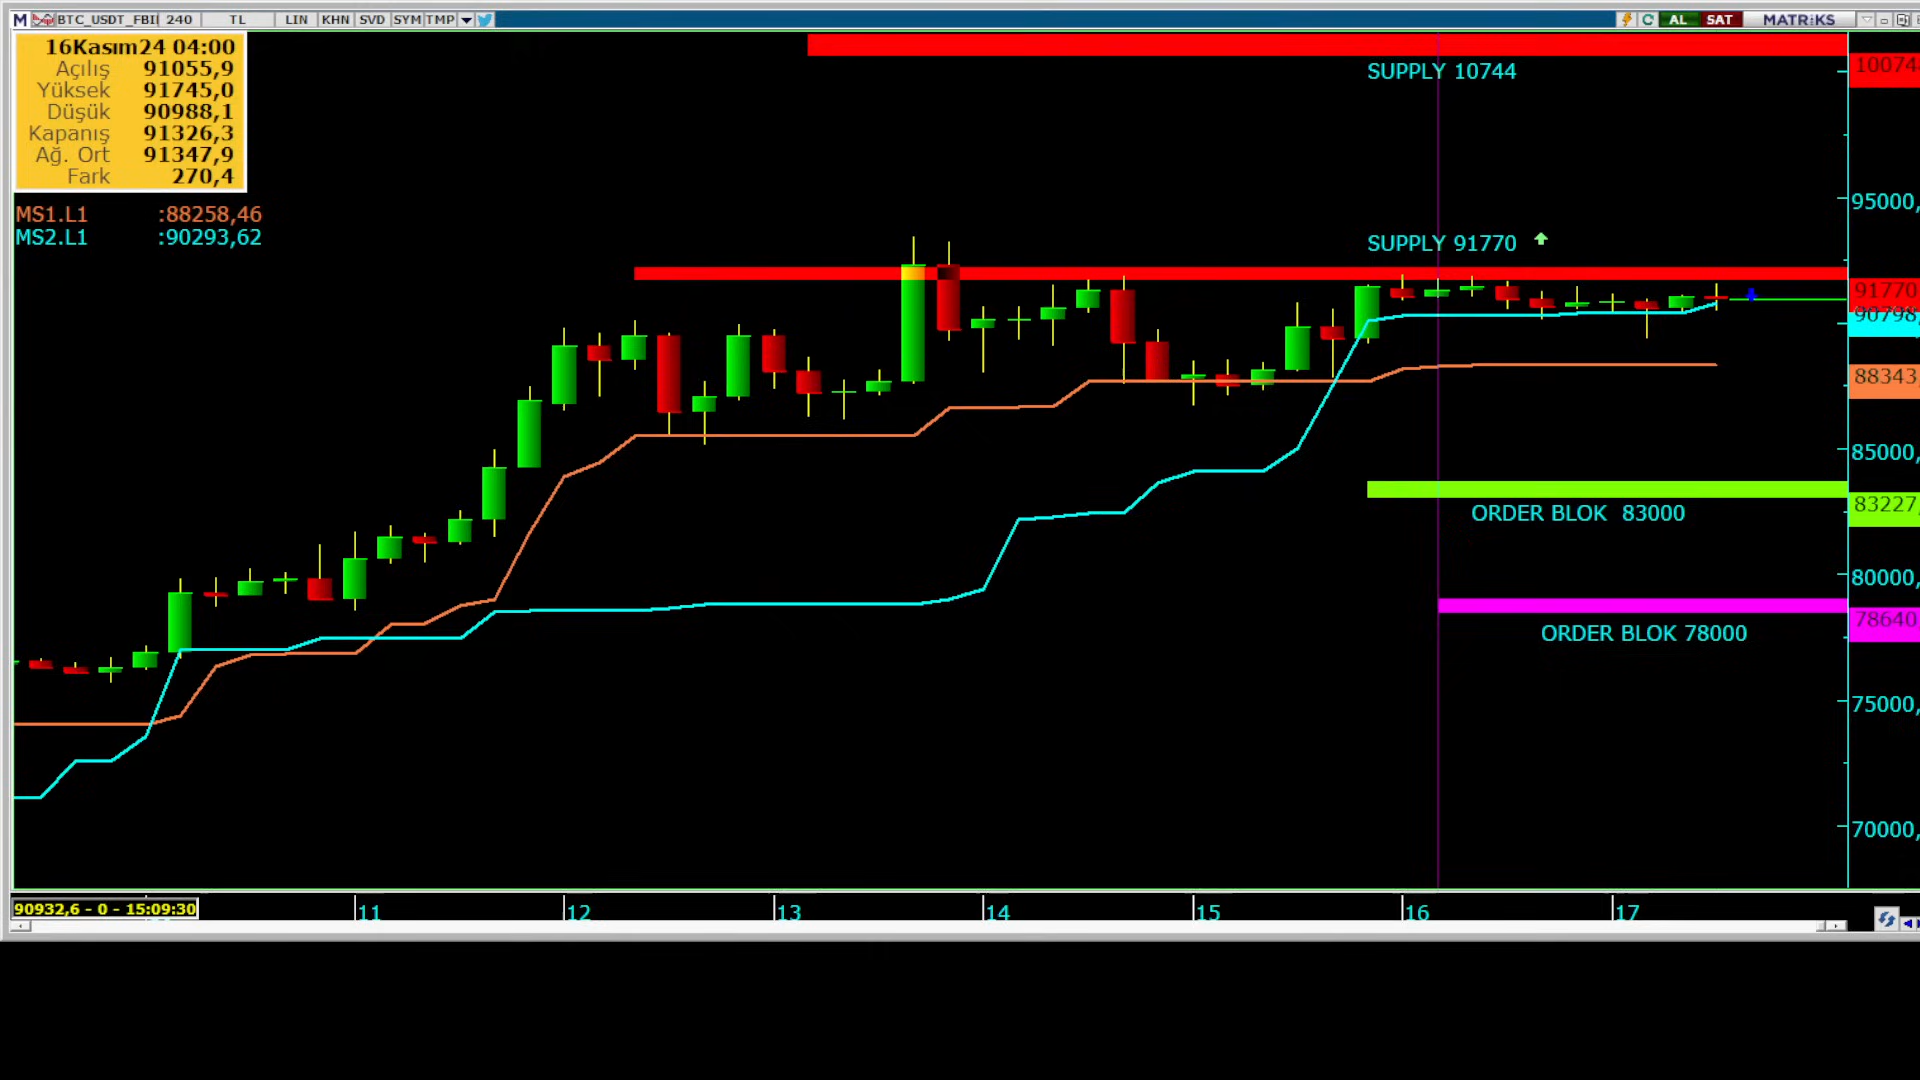 M BTC_USDT_FBI 240 TL LIN KHN SVD SYM TMP C AL SAT MATRİKS
16Kasım24 04:00
Açılış 91055,9
Yüksek 91745,0
Düşük 90988,1
Kapanış 91326,3
Ağ. Ort 91347,9
Fark 270,4
MS1.L1 :88258,46
MS2.L1 :90293,62
SUPPLY 10744
10074
95000,
SUPPLY 91770
91770
90798,
88343
85000,
83227,
ORDER BLOK 83000
80000,
78640
ORDER BLOK 78000
75000,
70000,
90932,6 - 0 - 15:09:30
11 12 13 14 15 16 17